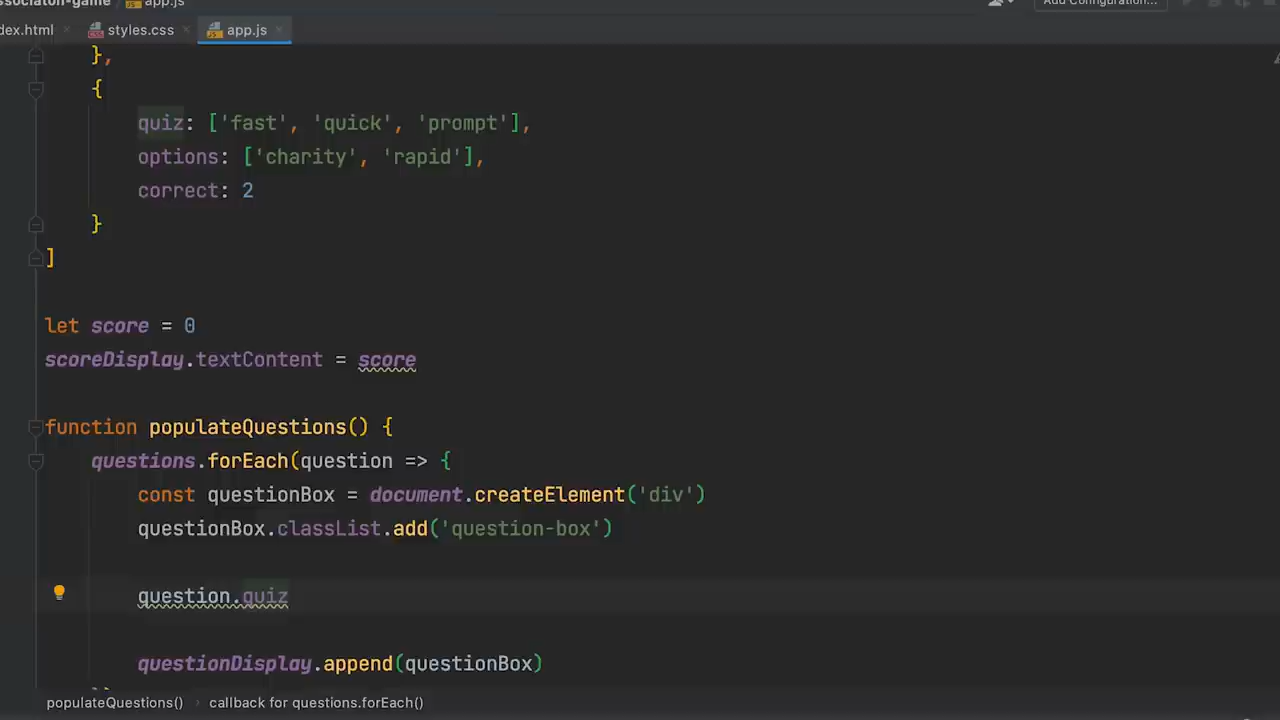 app.js
Add Configuration...
dex.html styles.css app.js
},
{
quiz: ['fast', 'quick', 'prompt'],
options: ['charity', 'rapid'],
correct: 2
}
]
let score = 0
scoreDisplay.textContent = score
function populateQuestions() {
questions.forEach(question => {
const questionBox = document.createElement('div')
questionBox.classList.add('question-box')
question.quiz
questionDisplay.append(questionBox)
populateQuestions() › callback for questions.forEach()